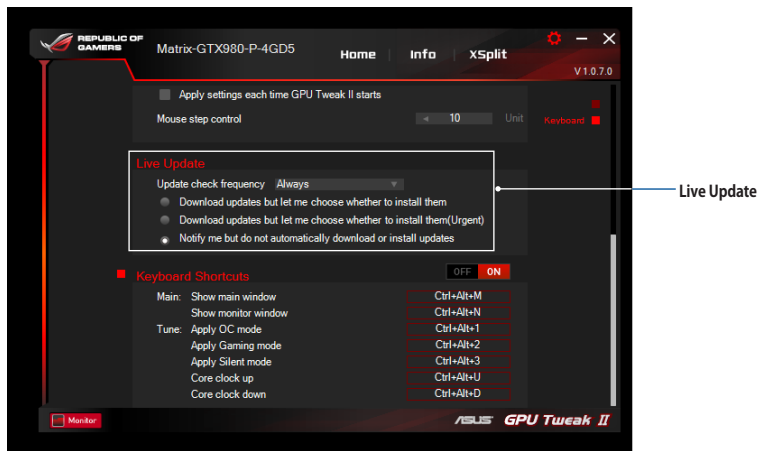 REPUBLIC OF
GAMERS
Matrix-GTX980-P-4GD5
Home
Info
XSplit
V 1.0.7.0
Apply settings each time GPU Tweak II starts
Mouse step control
10
Unit
Keyboard
Live Update
Update check frequency Always
Download updates but let me choose whether to install them
Download updates but let me choose whether to install them(Urgent)
Notify me but do not automatically download or install updates
Live Update
Keyboard Shortcuts
OFF ON
Main: Show main window Ctrl+Alt+M
Show monitor window Ctrl+Alt+N
Tune: Apply OC mode Ctrl+Alt+1
Apply Gaming mode Ctrl+Alt+2
Apply Silent mode Ctrl+Alt+3
Core clock up Ctrl+Alt+U
Core clock down Ctrl+Alt+D
Monitor
ASUS GPU Tweak II